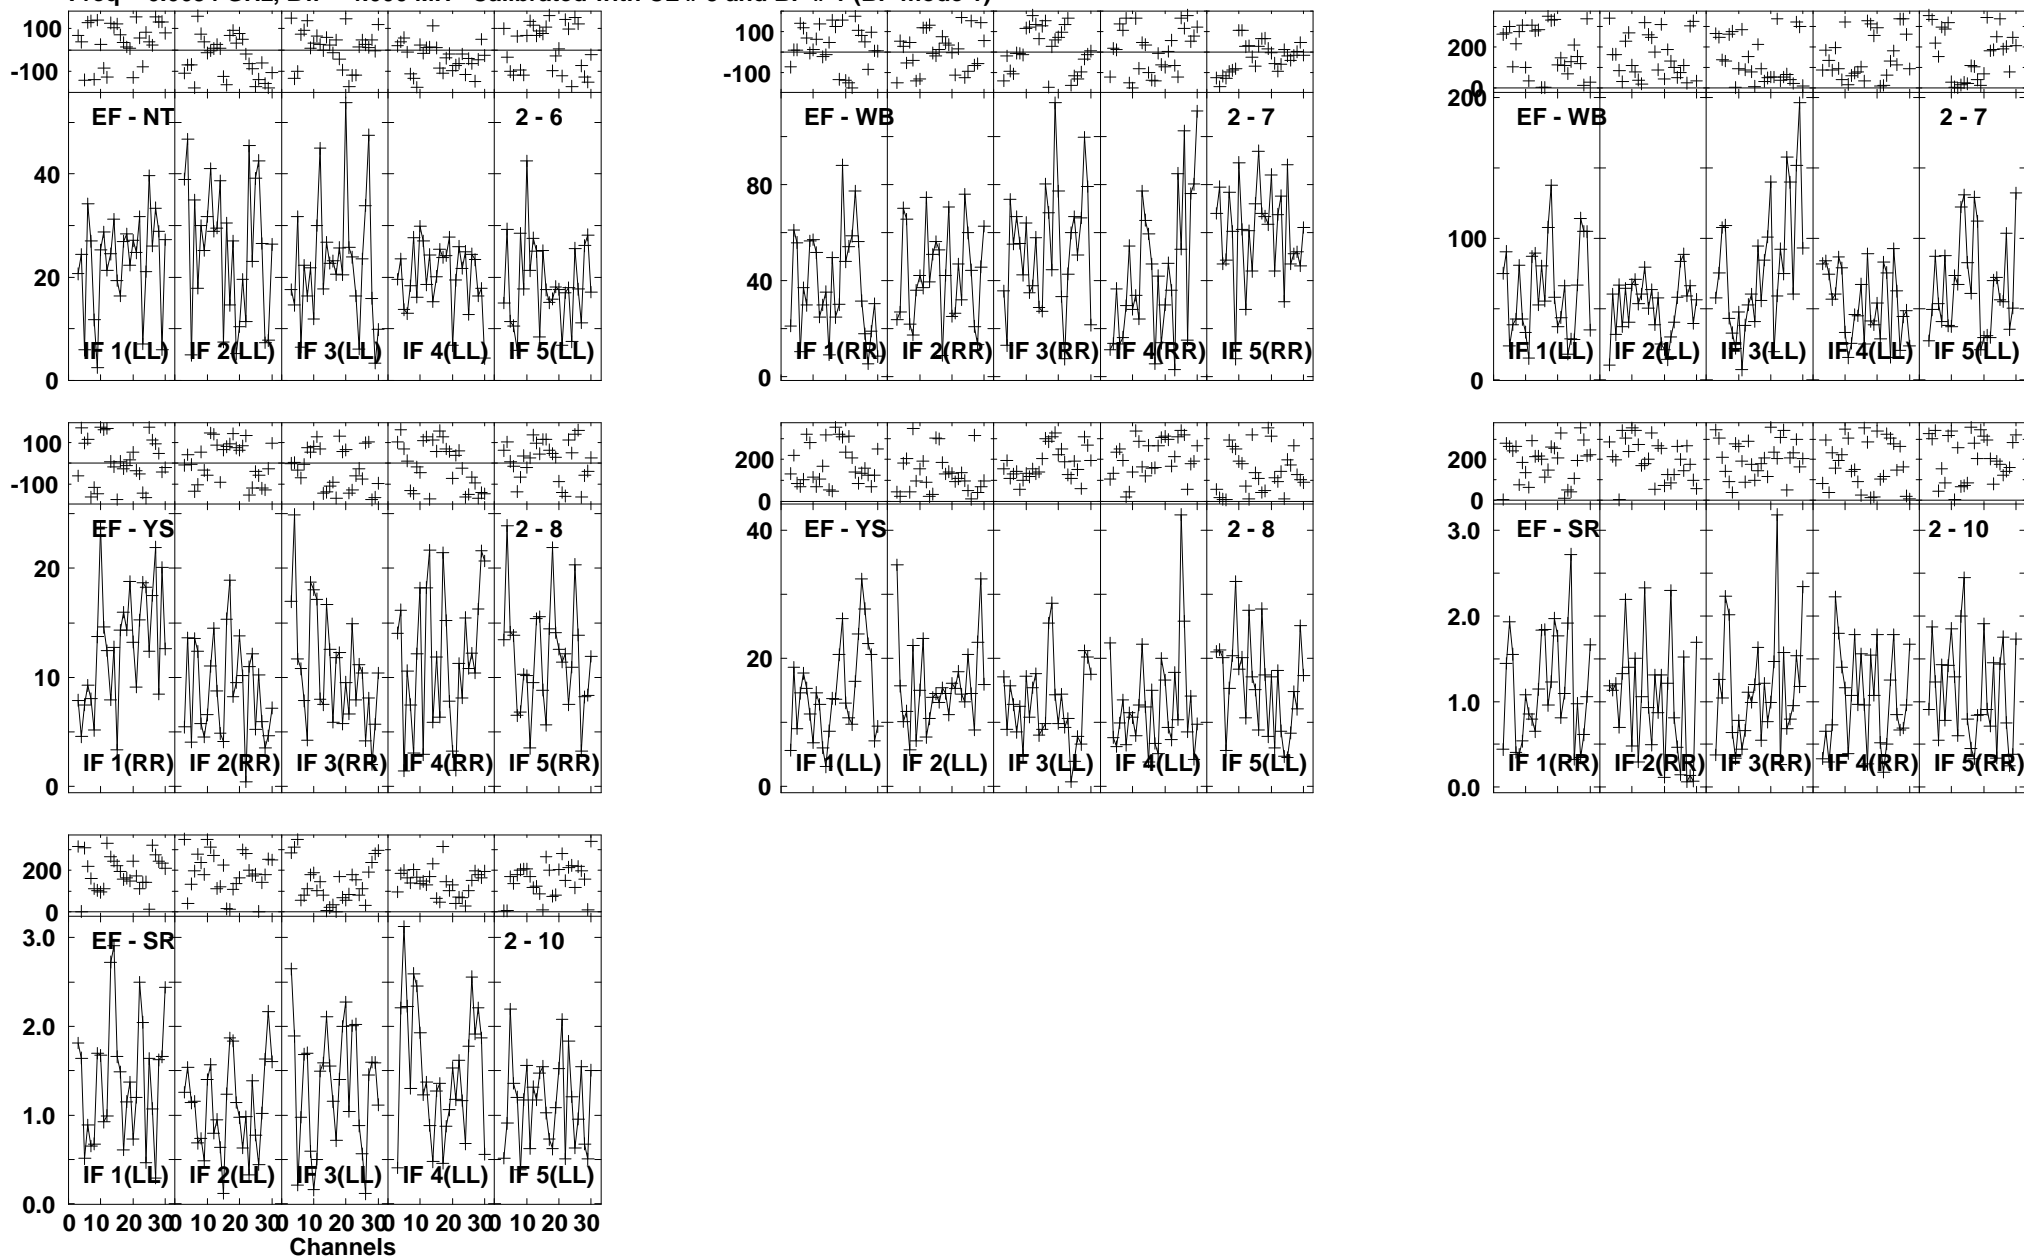 100
-100
EF - NT 2 - 6
40
20
0
IF 1(LL) IF 2(LL) IF 3(LL) IF 4(LL) IF 5(LL)
100
-100
EF - WB 2 - 7
80
40
0
IF 1(RR) IF 2(RR) IF 3(RR) IF 4(RR) IF 5(RR)
200
0
200
EF - WB 2 - 7
100
0
IF 1(LL) IF 2(LL) IF 3(LL) IF 4(LL) IF 5(LL)
100
-100
EF - YS 2 - 8
20
10
0
IF 1(RR) IF 2(RR) IF 3(RR) IF 4(RR) IF 5(RR)
200
0
40
EF - YS 2 - 8
20
0
IF 1(LL) IF 2(LL) IF 3(LL) IF 4(LL) IF 5(LL)
200
0
3.0
EF - SR 2 - 10
2.0
1.0
0.0
IF 1(RR) IF 2(RR) IF 3(RR) IF 4(RR) IF 5(RR)
200
0
3.0
EF - SR 2 - 10
2.0
1.0
0.0
IF 1(LL) IF 2(LL) IF 3(LL) IF 4(LL) IF 5(LL)
0 10 20 30 0 10 20 30 0 10 20 30 0 10 20 30 0 10 20 30
Channels